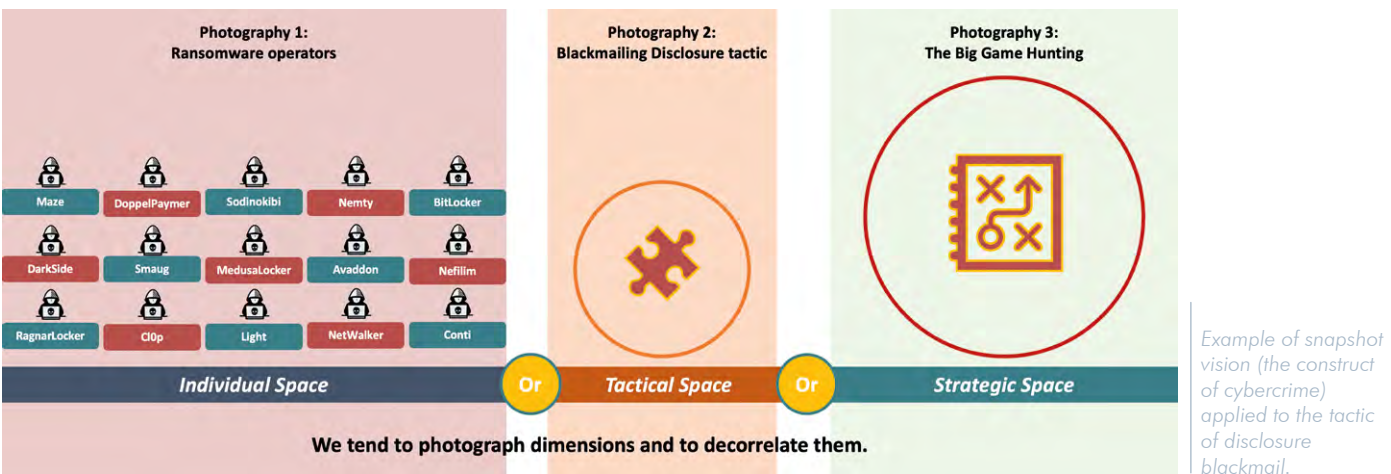 Photography 1:
Ransomware operators
Photography 2:
Blackmailing Disclosure tactic
Photography 3:
The Big Game Hunting
Maze
DoppelPaymer
Sodinokibi
Nemty
BitLocker
DarkSide
Smaug
MedusaLocker
Avaddon
Nefilim
RagnarLocker
Cl0p
Light
NetWalker
Conti
Individual Space
Or
Tactical Space
Or
Strategic Space
We tend to photograph dimensions and to decorrelate them.
Example of snapshot
vision (the construct
of cybercrime)
applied to the tactic
of disclosure
blackmail.